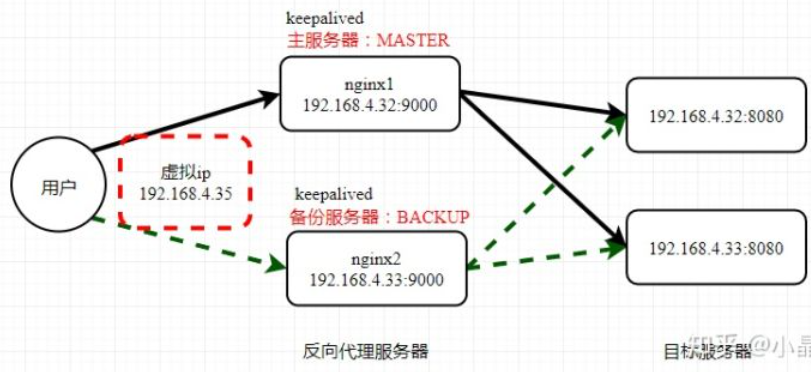 keepalived
主服务器：MASTER
nginx1
192.168.4.32:9000
192.168.4.32:8080
虚拟ip
192.168.4.35
用户
keepalived
备份服务器：BACKUP
nginx2
192.168.4.33:9000
192.168.4.33:8080
反向代理服务器
目标服务器
知乎 @小晶